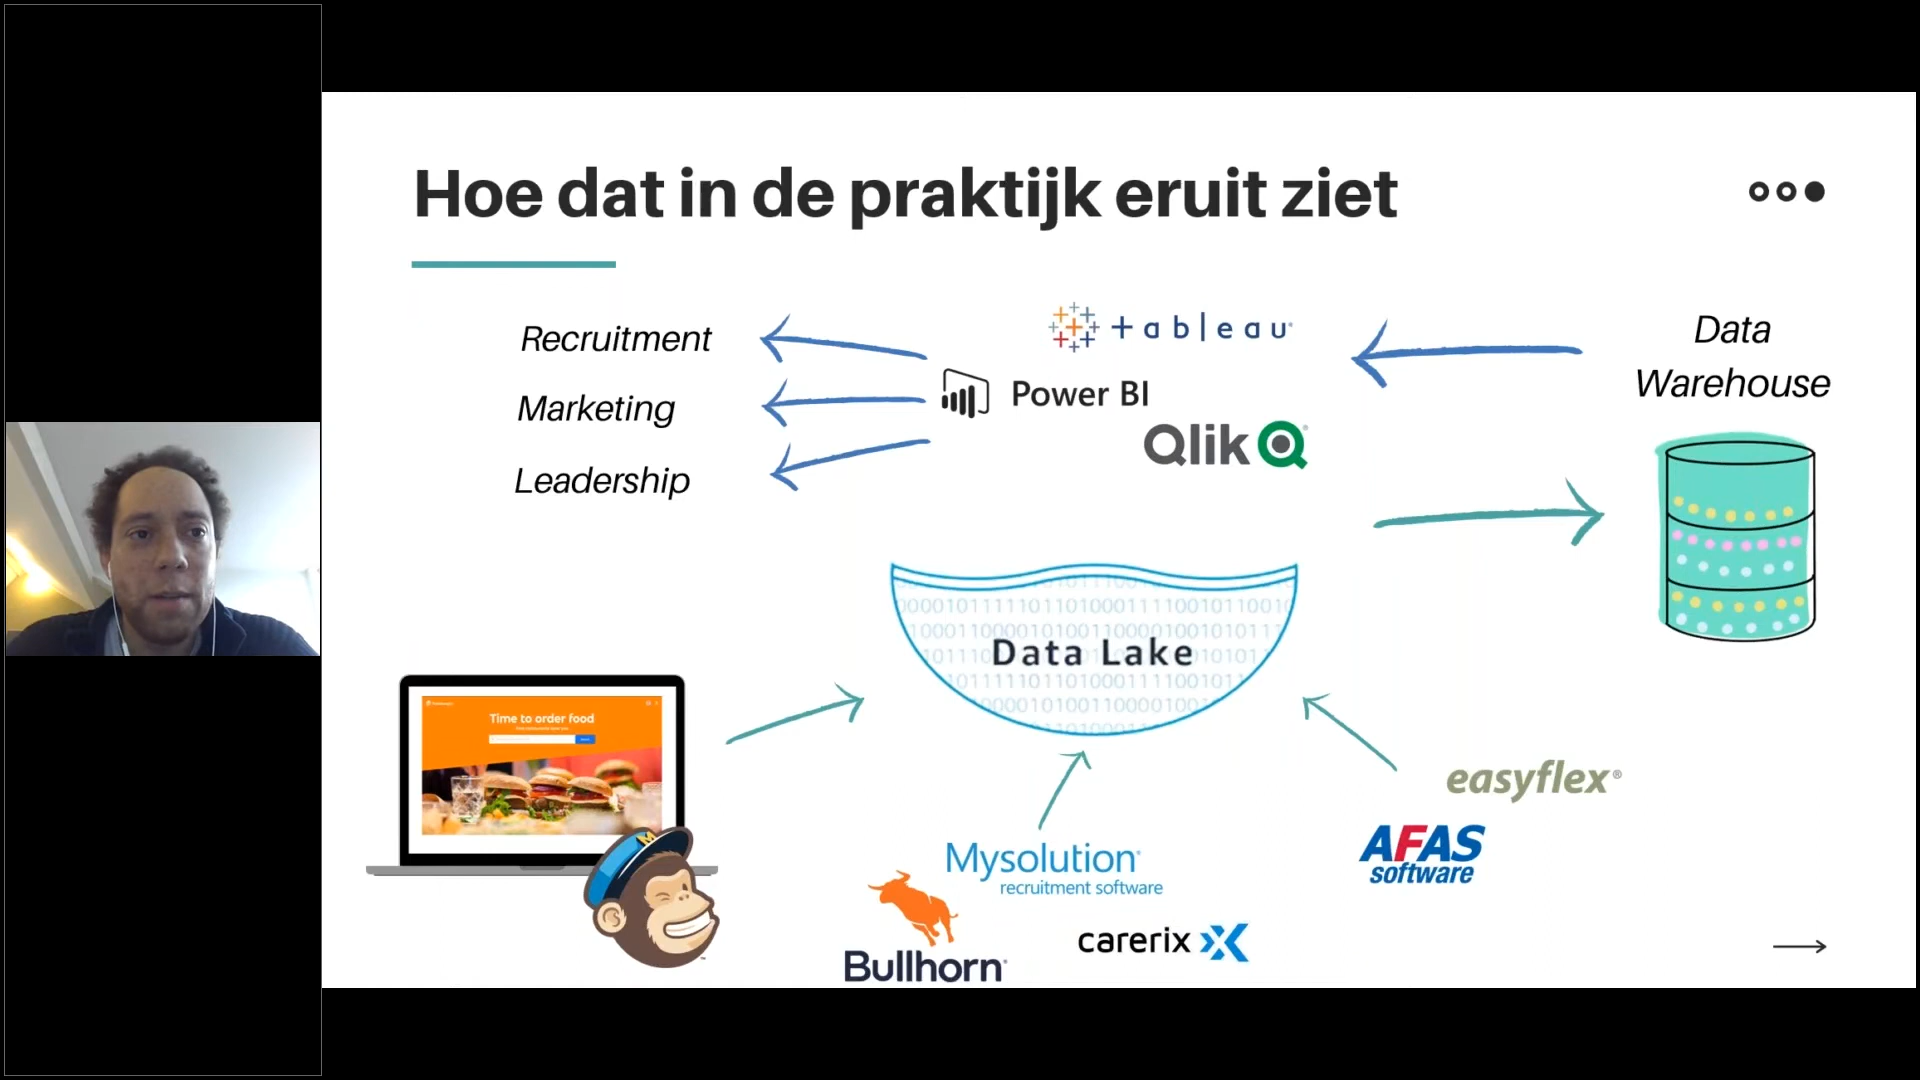 Hoe dat in de praktijk eruit ziet
Recruitment
Marketing
Leadership
+ableau
Power BI
Qlik
Data
Warehouse
Data Lake
Time to order food
easyflex®
AFAS
software
Mysolution
recruitment software
Bullhorn
carerix